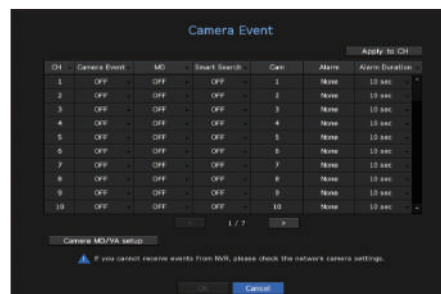 Camera Event
Apply to CH
CH Camera Event MD Smart Search Cam Alarm Alarm Duration
1 OFF OFF OFF 1 None 10 sec
2 OFF OFF OFF 2 None 10 sec
3 OFF OFF OFF 3 None 10 sec
4 OFF OFF OFF 4 None 10 sec
5 OFF OFF OFF 5 None 10 sec
6 OFF OFF OFF 6 None 10 sec
7 OFF OFF OFF 7 None 10 sec
8 OFF OFF OFF 8 None 10 sec
9 OFF OFF OFF 9 None 10 sec
10 OFF OFF OFF 10 None 10 sec
< 1 / 7 >
Camera MD/VA setup
If you cannot receive events from NVR, please check the network camera settings.
OK Cancel